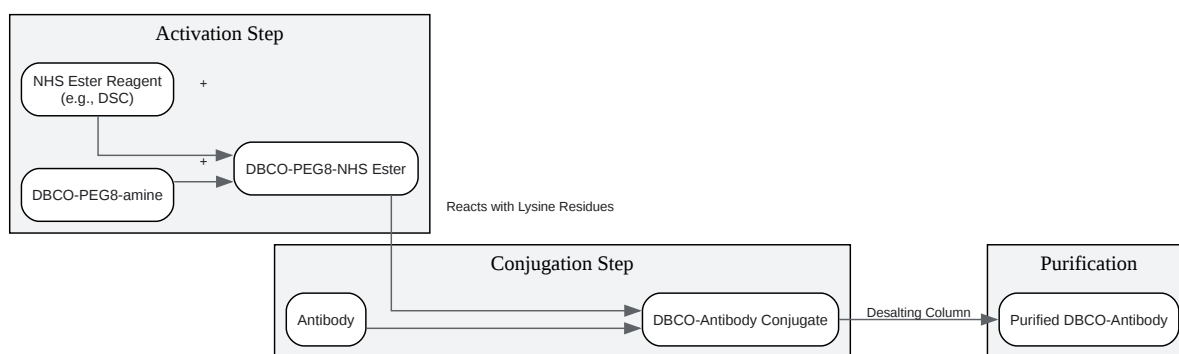 Activation Step
NHS Ester Reagent
(e.g., DSC)
+
+
DBCO-PEG8-NHS Ester
DBCO-PEG8-amine
Reacts with Lysine Residues
Conjugation Step
Purification
Antibody
DBCO-Antibody Conjugate
Desalting Column
Purified DBCO-Antibody